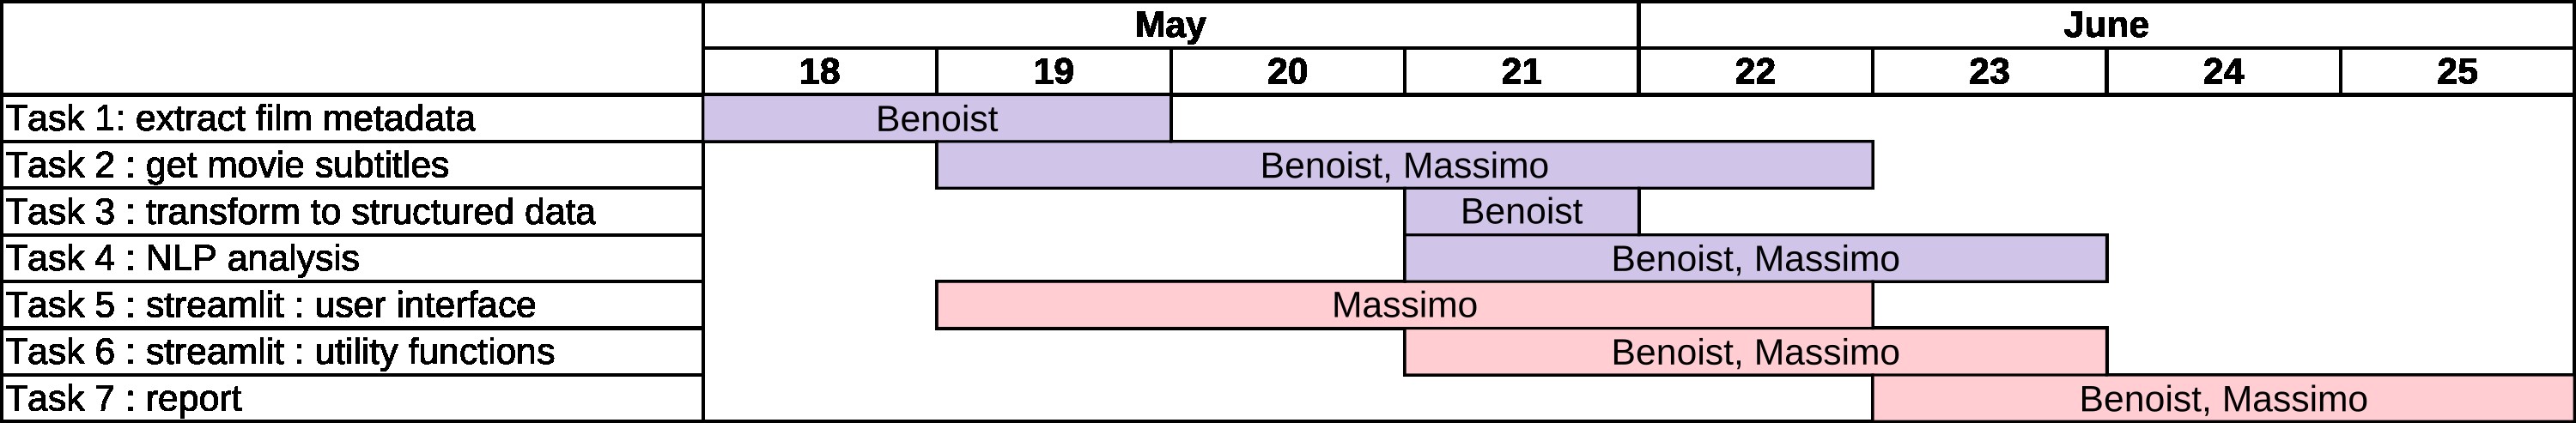 May June
18 19 20 21 22 23 24 25
Task 1: extract film metadata Benoist
Task 2 : get movie subtitles Benoist, Massimo
Task 3 : transform to structured data Benoist
Task 4 : NLP analysis Benoist, Massimo
Task 5 : streamlit : user interface Massimo
Task 6 : streamlit : utility functions Benoist, Massimo
Task 7 : report Benoist, Massimo